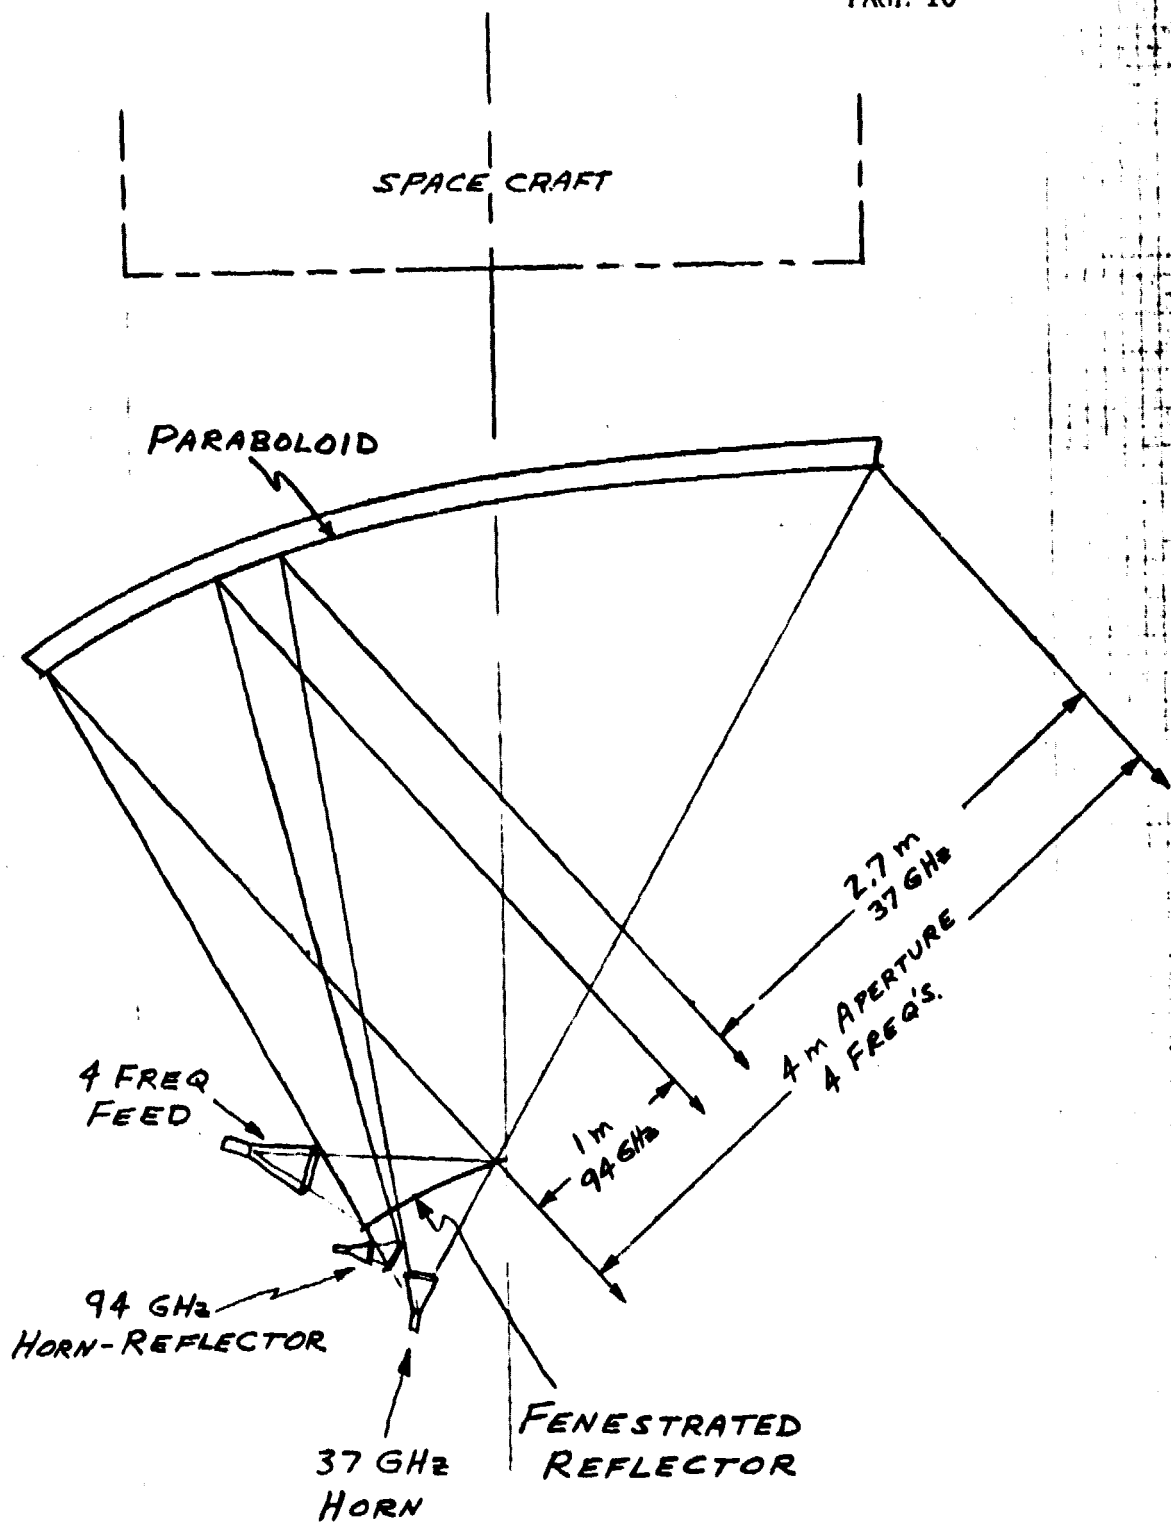 SPACE CRAFT
PARABOLOID
2.7 m
37 GHz
4 m APERTURE
4 FREQ'S.
1 m
94 GHz
4 FREQ
FEED
94 GHz
HORN-REFLECTOR
37 GHz
HORN
FENESTRATED
REFLECTOR